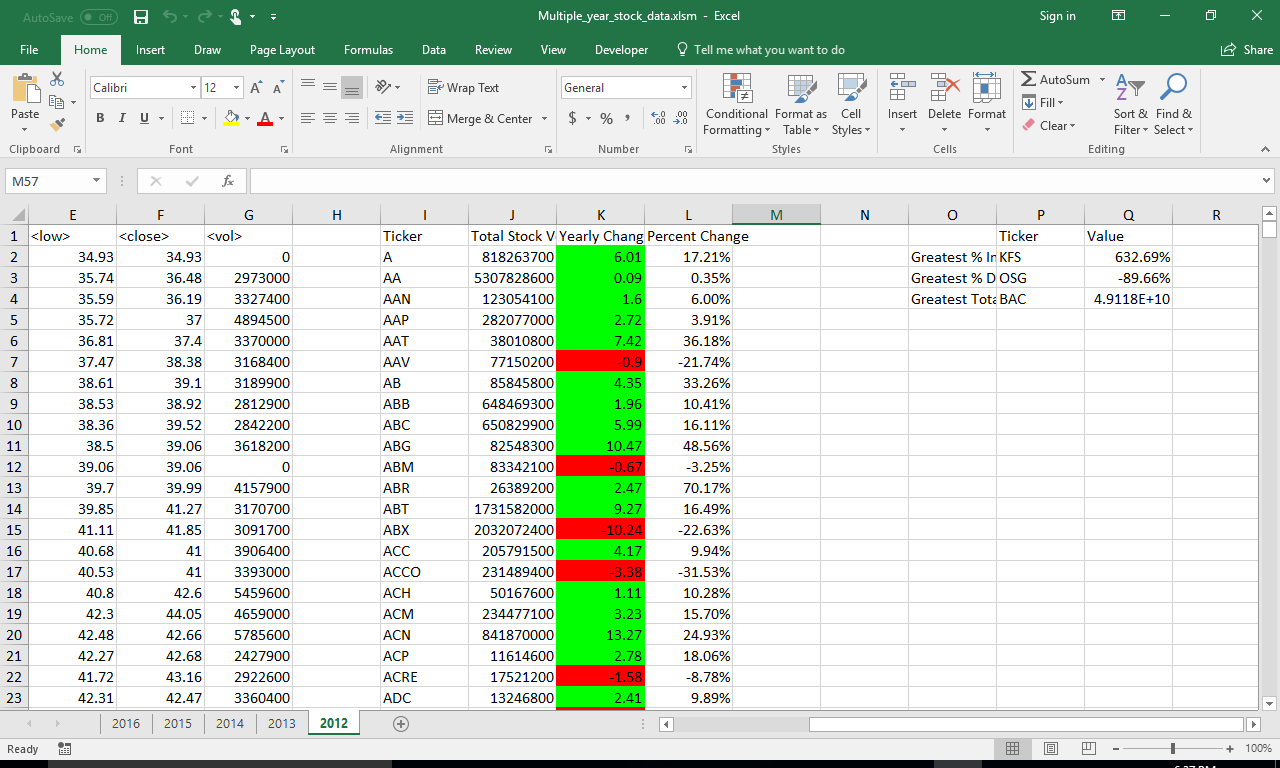 AutoSave Off Multiple_year_stock_data.xlsm - Excel Sign in
File Home Insert Draw Page Layout Formulas Data Review View Developer Tell me what you want to do Share
Paste Calibri 12 Wrap Text General Conditional Formatting Format as Table Cell Styles Insert Delete Format AutoSum Fill Clear Sort & Filter Find & Select
B I U Merge & Center $ % ,
Clipboard Font Alignment Number Styles Cells Editing
M57 fx
E F G H I J K L M N O P Q R
1 <low> <close> <vol> Ticker Total Stock V Yearly Chang Percent Change Ticker Value
2 34.93 34.93 0 A 818263700 6.01 17.21% Greatest % In KFS 632.69%
3 35.74 36.48 2973000 AA 5307828600 0.09 0.35% Greatest % D OSG -89.66%
4 35.59 36.19 3327400 AAN 123054100 1.6 6.00% Greatest Tota BAC 4.9118E+10
5 35.72 37 4894500 AAP 282077000 2.72 3.91%
6 36.81 37.4 3370000 AAT 38010800 7.42 36.18%
7 37.47 38.38 3168400 AAV 77150200 -0.9 -21.74%
8 38.61 39.1 3189900 AB 85845800 4.35 33.26%
9 38.53 38.92 2812900 ABB 648469300 1.96 10.41%
10 38.36 39.52 2842200 ABC 650829900 5.99 16.11%
11 38.5 39.06 3618200 ABG 82548300 10.47 48.56%
12 39.06 39.06 0 ABM 83342100 -0.67 -3.25%
13 39.7 39.99 4157900 ABR 26389200 2.47 70.17%
14 39.85 41.27 3170700 ABT 1731582000 9.27 16.49%
15 41.11 41.85 3091700 ABX 2032072400 -10.24 -22.63%
16 40.68 41 3906400 ACC 205791500 4.17 9.94%
17 40.53 41 3393000 ACCO 231489400 -3.38 -31.53%
18 40.8 42.6 5459600 ACH 50167600 1.11 10.28%
19 42.3 44.05 4659000 ACM 234477100 3.23 15.70%
20 42.48 42.66 5785600 ACN 841870000 13.27 24.93%
21 42.27 42.68 2427900 ACP 11614600 2.78 18.06%
22 41.72 43.16 2922600 ACRE 17521200 -1.58 -8.78%
23 42.31 42.47 3360400 ADC 13246800 2.41 9.89%
2016 2015 2014 2013 2012
Ready 100%